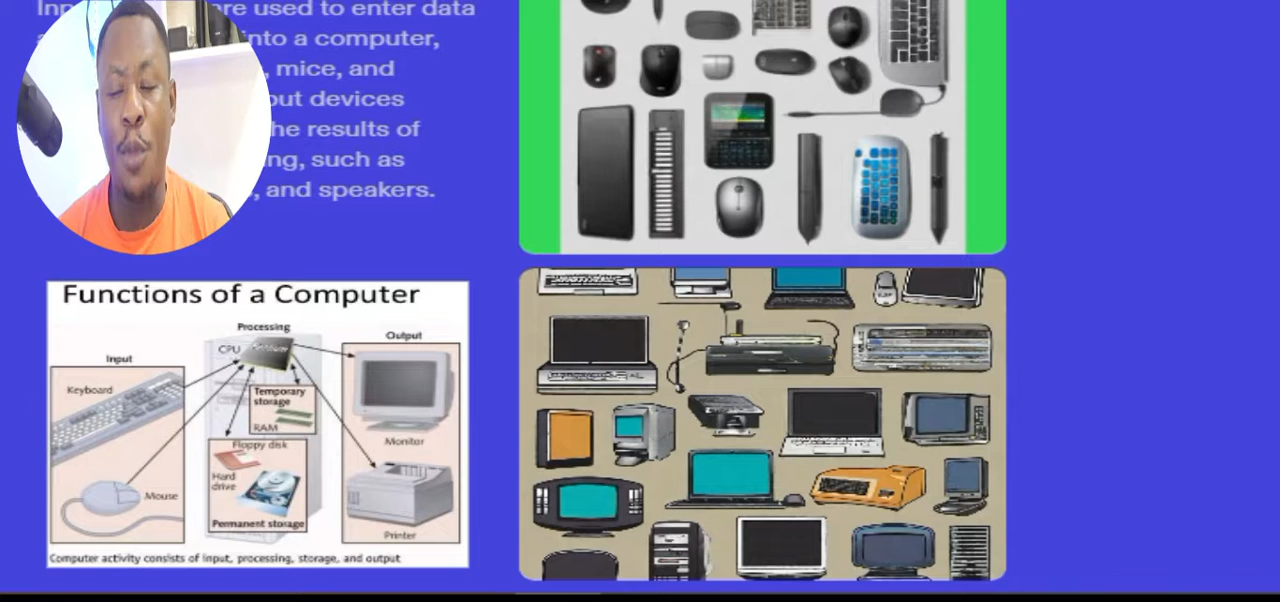 are used to enter data
into a computer,
, mice, and
out devices
he results of
ng, such as
, and speakers.
Functions of a Computer
Processing
Output
Input
CPU
Keyboard
Temporary
storage
RAM
Floppy disk
Monitor
Hard
drive
Mouse
Permanent storage
Printer
Computer activity consists of input, processing, storage, and output